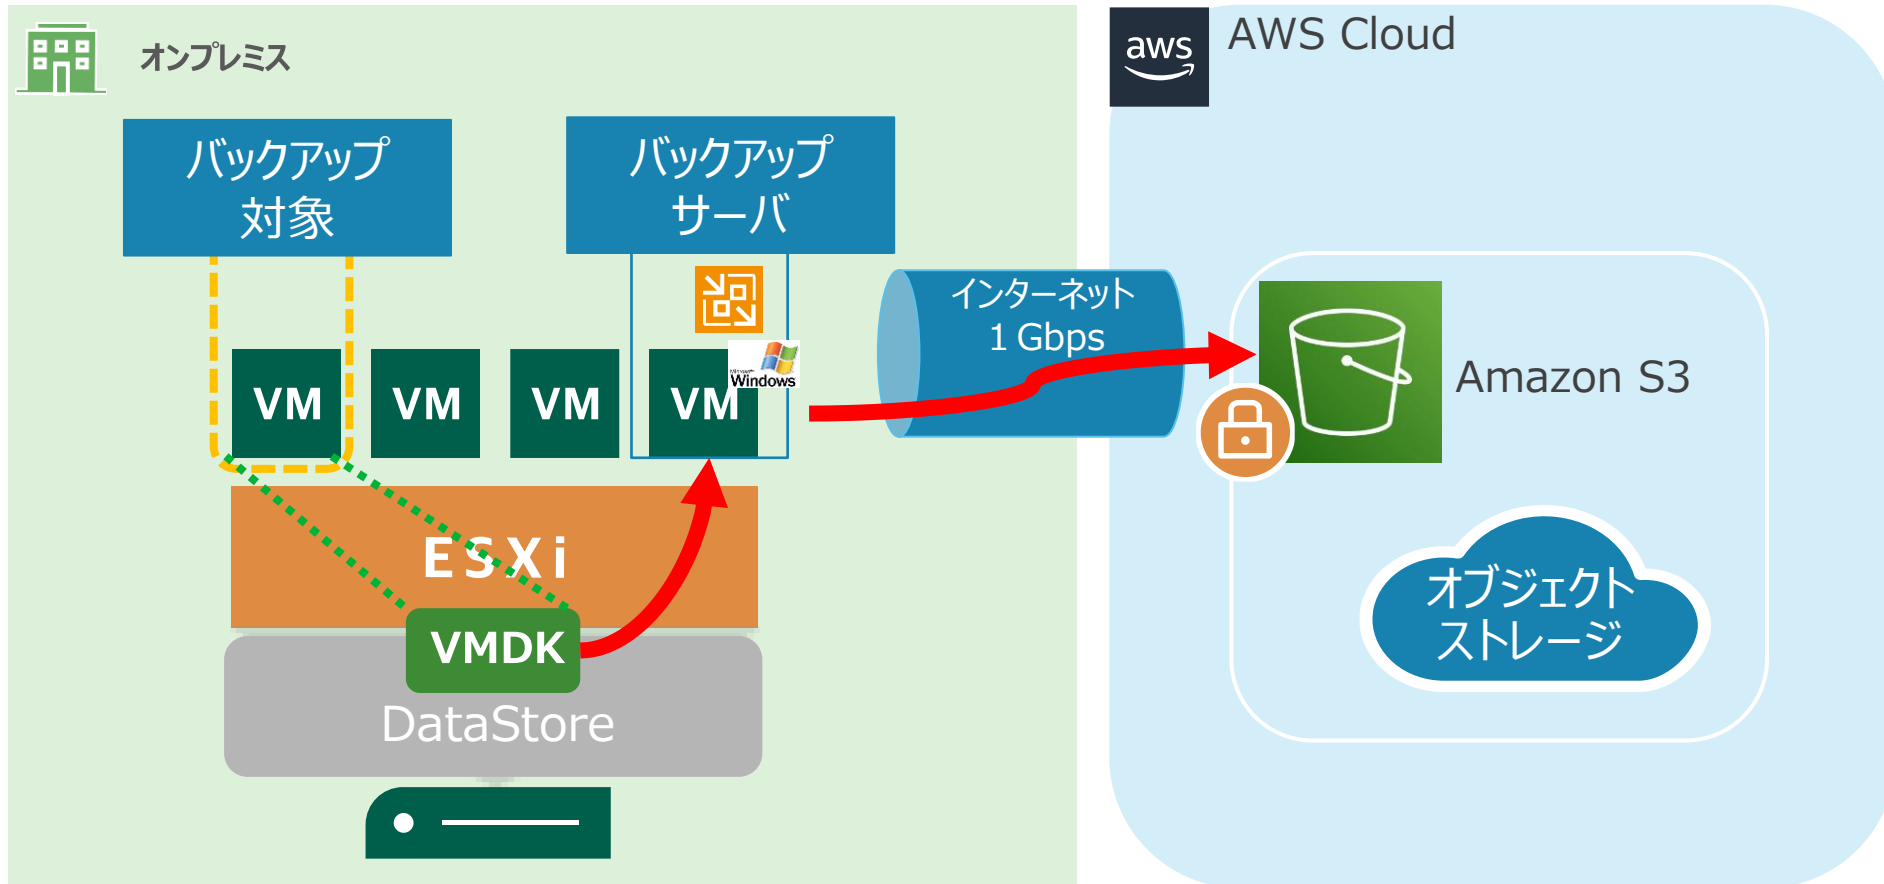 オンプレミス
バックアップ
対象
バックアップ
サーバ
VM
VM
VM
VM
Microsoft
Windows
ESXi
VMDK
DataStore
インターネット
1 Gbps
aws
AWS Cloud
Amazon S3
オブジェクト
ストレージ